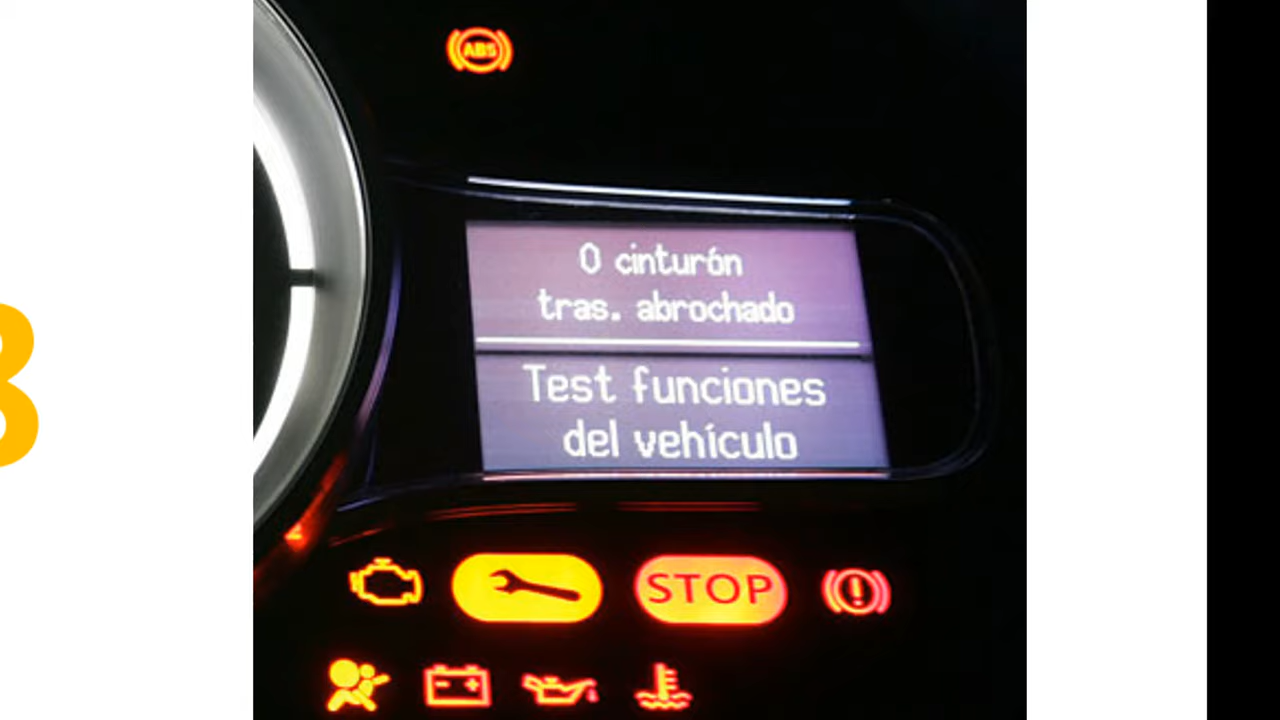 ABS
0 cinturón
tras. abrochado
Test funciones
del vehículo
STOP